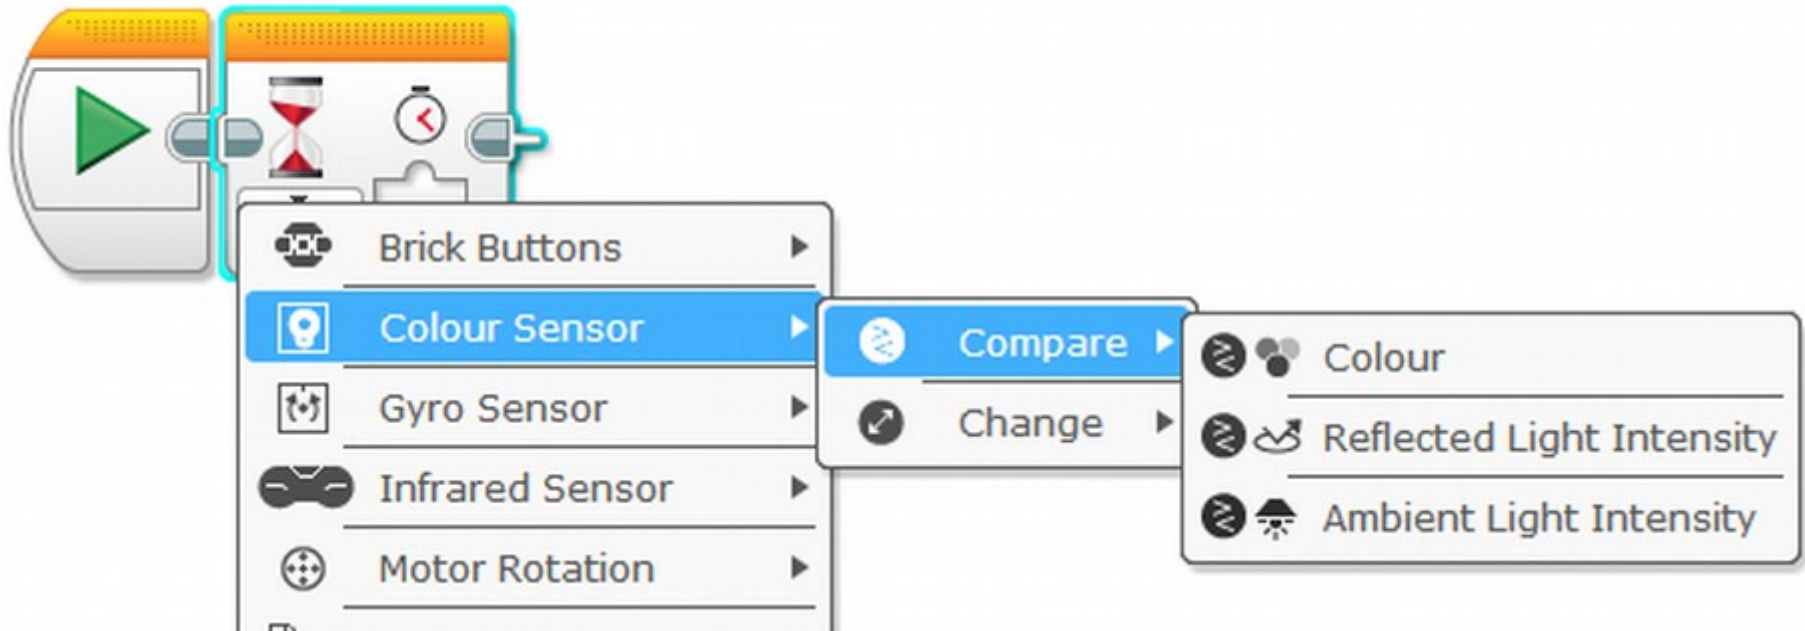 Brick Buttons
Colour Sensor
Gyro Sensor
Infrared Sensor
Motor Rotation
Compare
Change
Colour
Reflected Light Intensity
Ambient Light Intensity